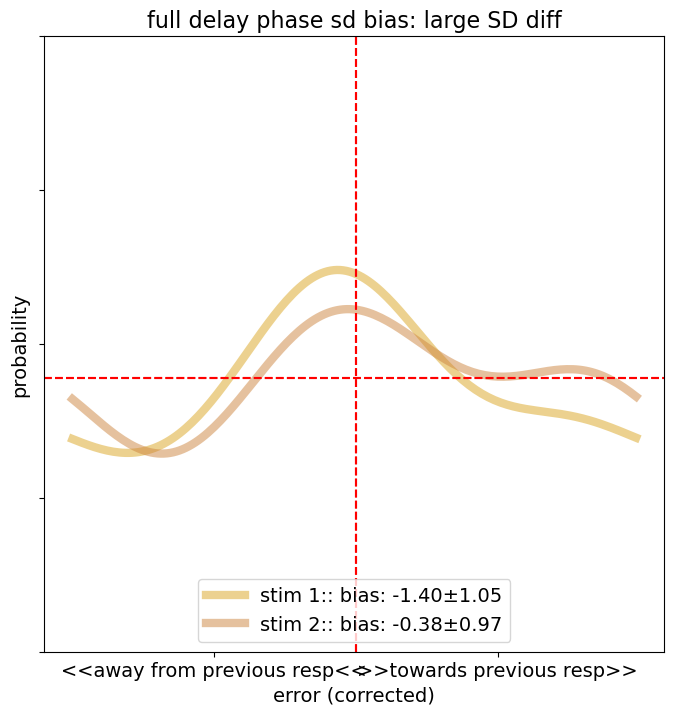 full delay phase sd bias: large SD diff
probability
stim 1:: bias: -1.40±1.05
stim 2:: bias: -0.38±0.97
<<away from previous resp<< >>towards previous resp>>
error (corrected)